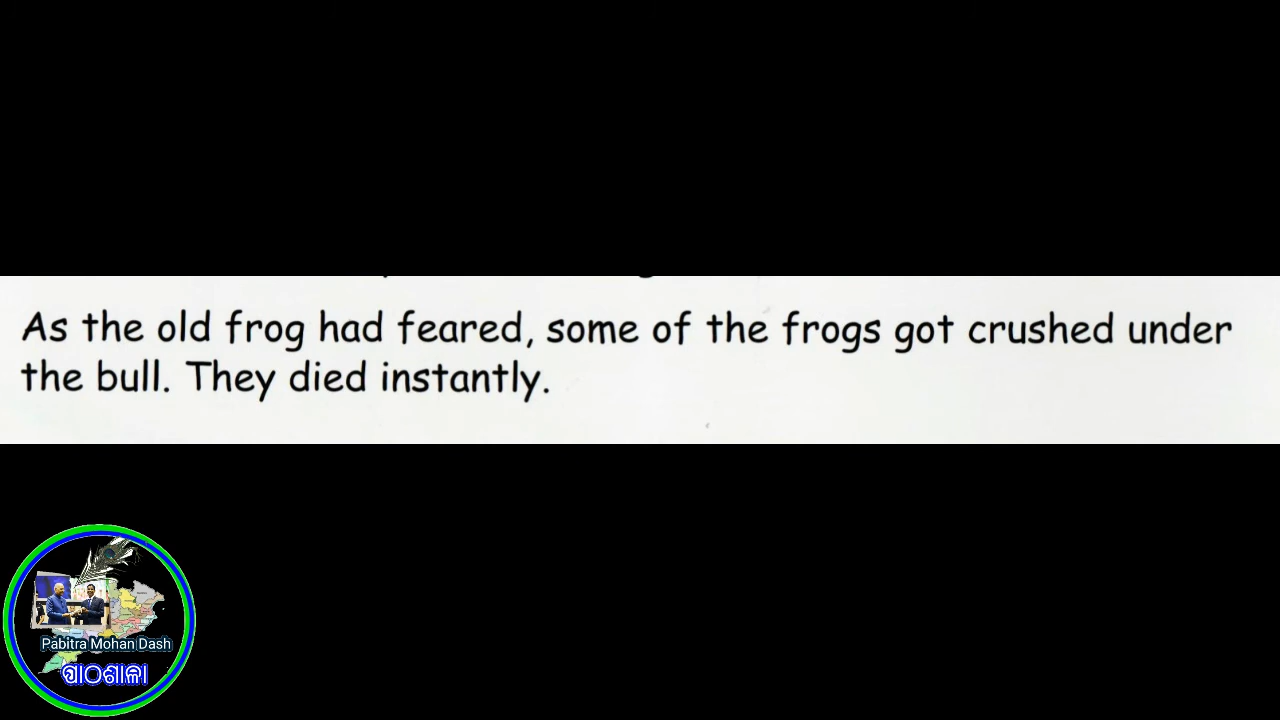 As the old frog had feared, some of the frogs got crushed under
the bull. They died instantly.
Pabitra Mohan Dash
ପାଠଶାଳା